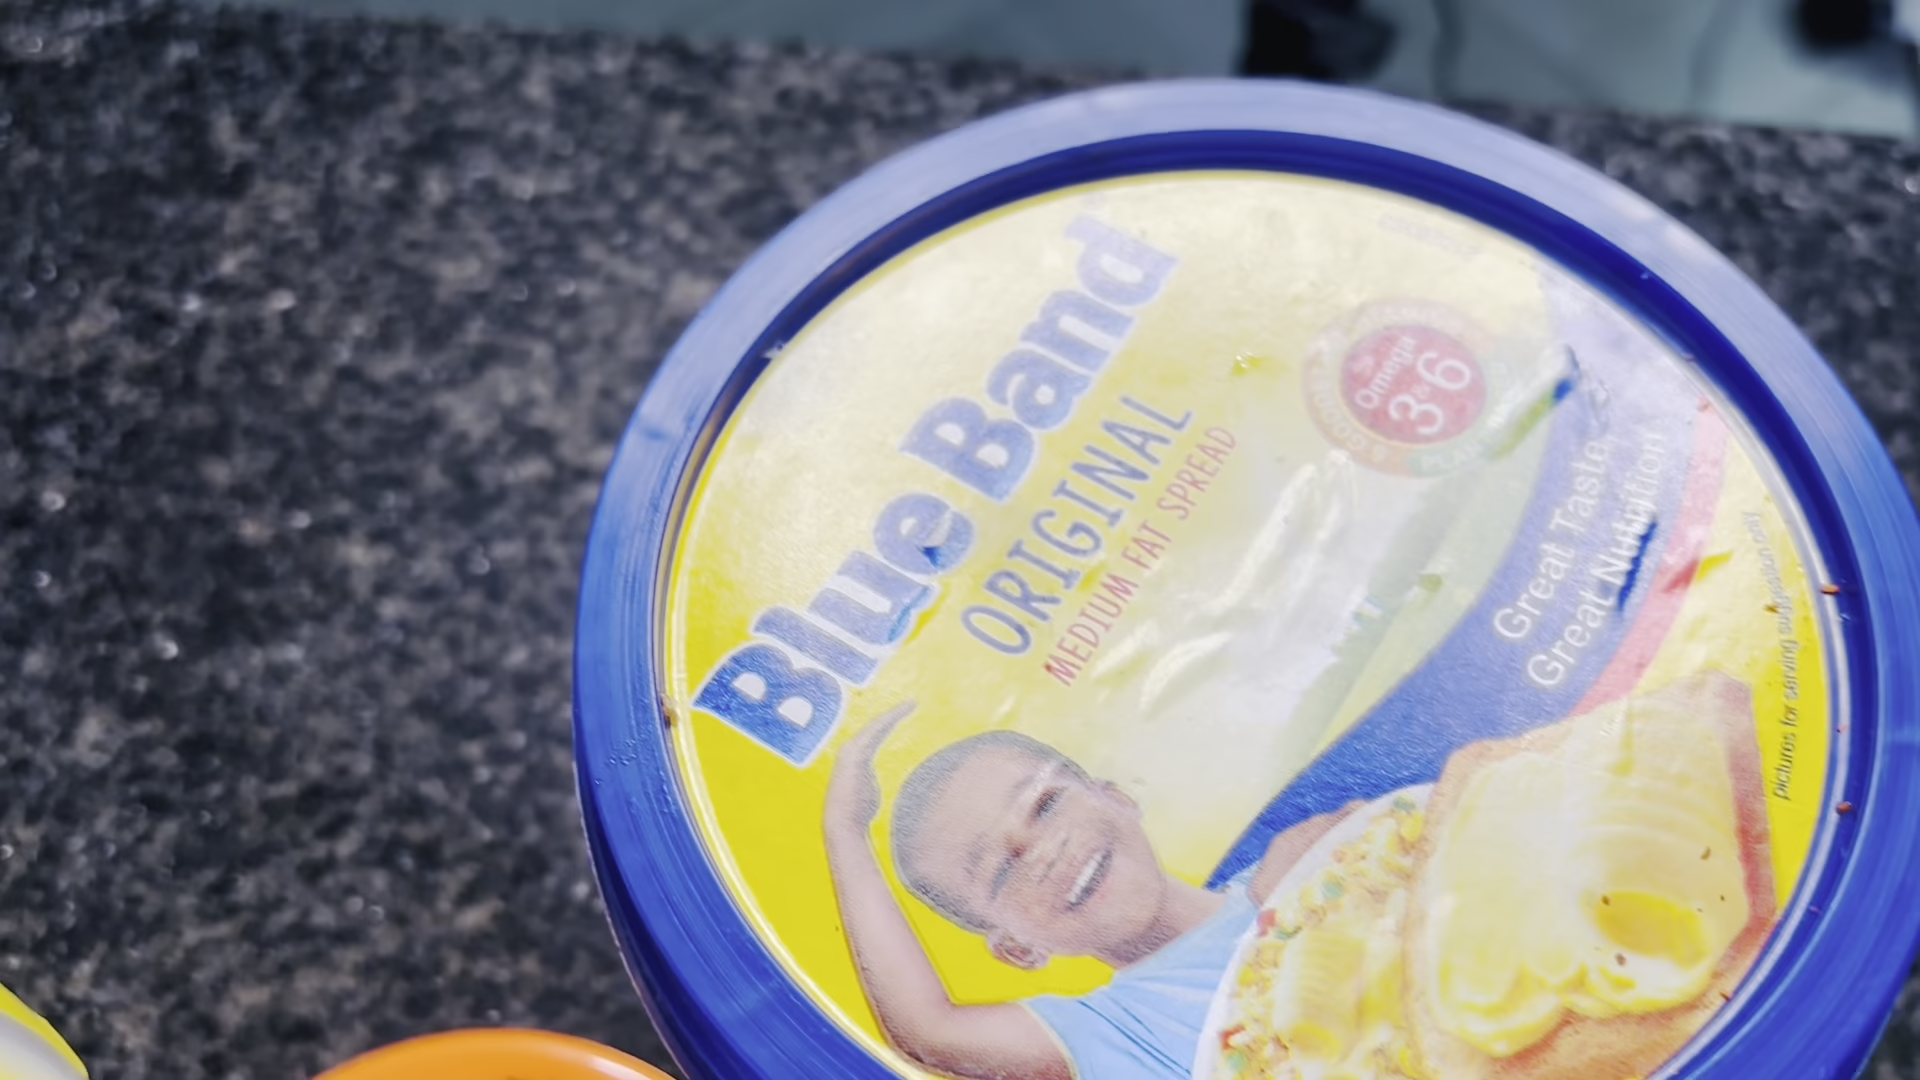 Blue Band
ORIGINAL
MEDIUM FAT SPREAD
Omega
3&6
Great Taste,
Great Nutrition
pictures for serving suggestion only